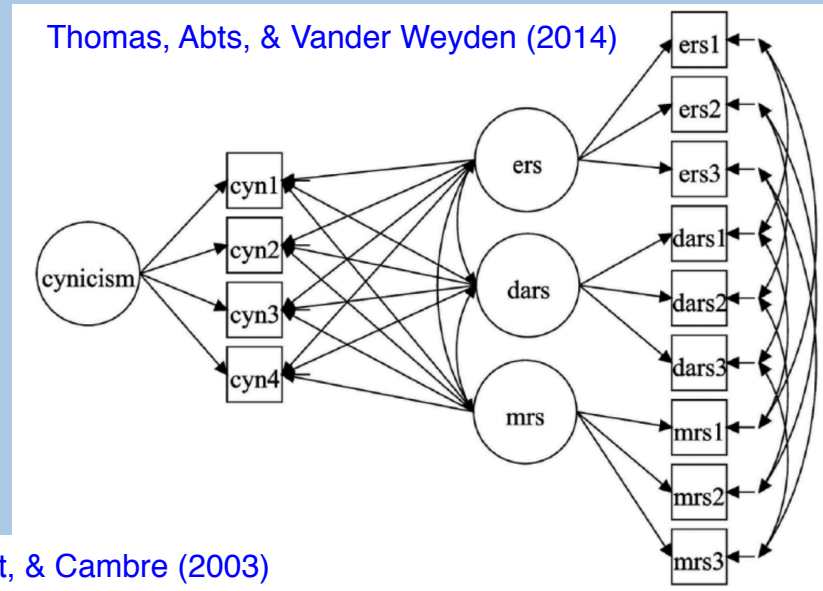 Thomas, Abts, & Vander Weyden (2014)
cynicism
cyn1
cyn2
cyn3
cyn4
ers
dars
mrs
ers1
ers2
ers3
dars1
dars2
dars3
mrs1
mrs2
mrs3
t, & Cambre (2003)